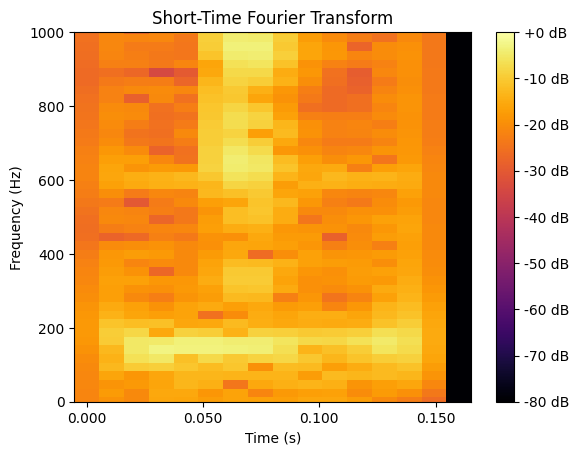 Short-Time Fourier Transform
1000
800
600
400
200
0
Frequency (Hz)
0.000
0.050
0.100
0.150
Time (s)
+0 dB
-10 dB
-20 dB
-30 dB
-40 dB
-50 dB
-60 dB
-70 dB
-80 dB